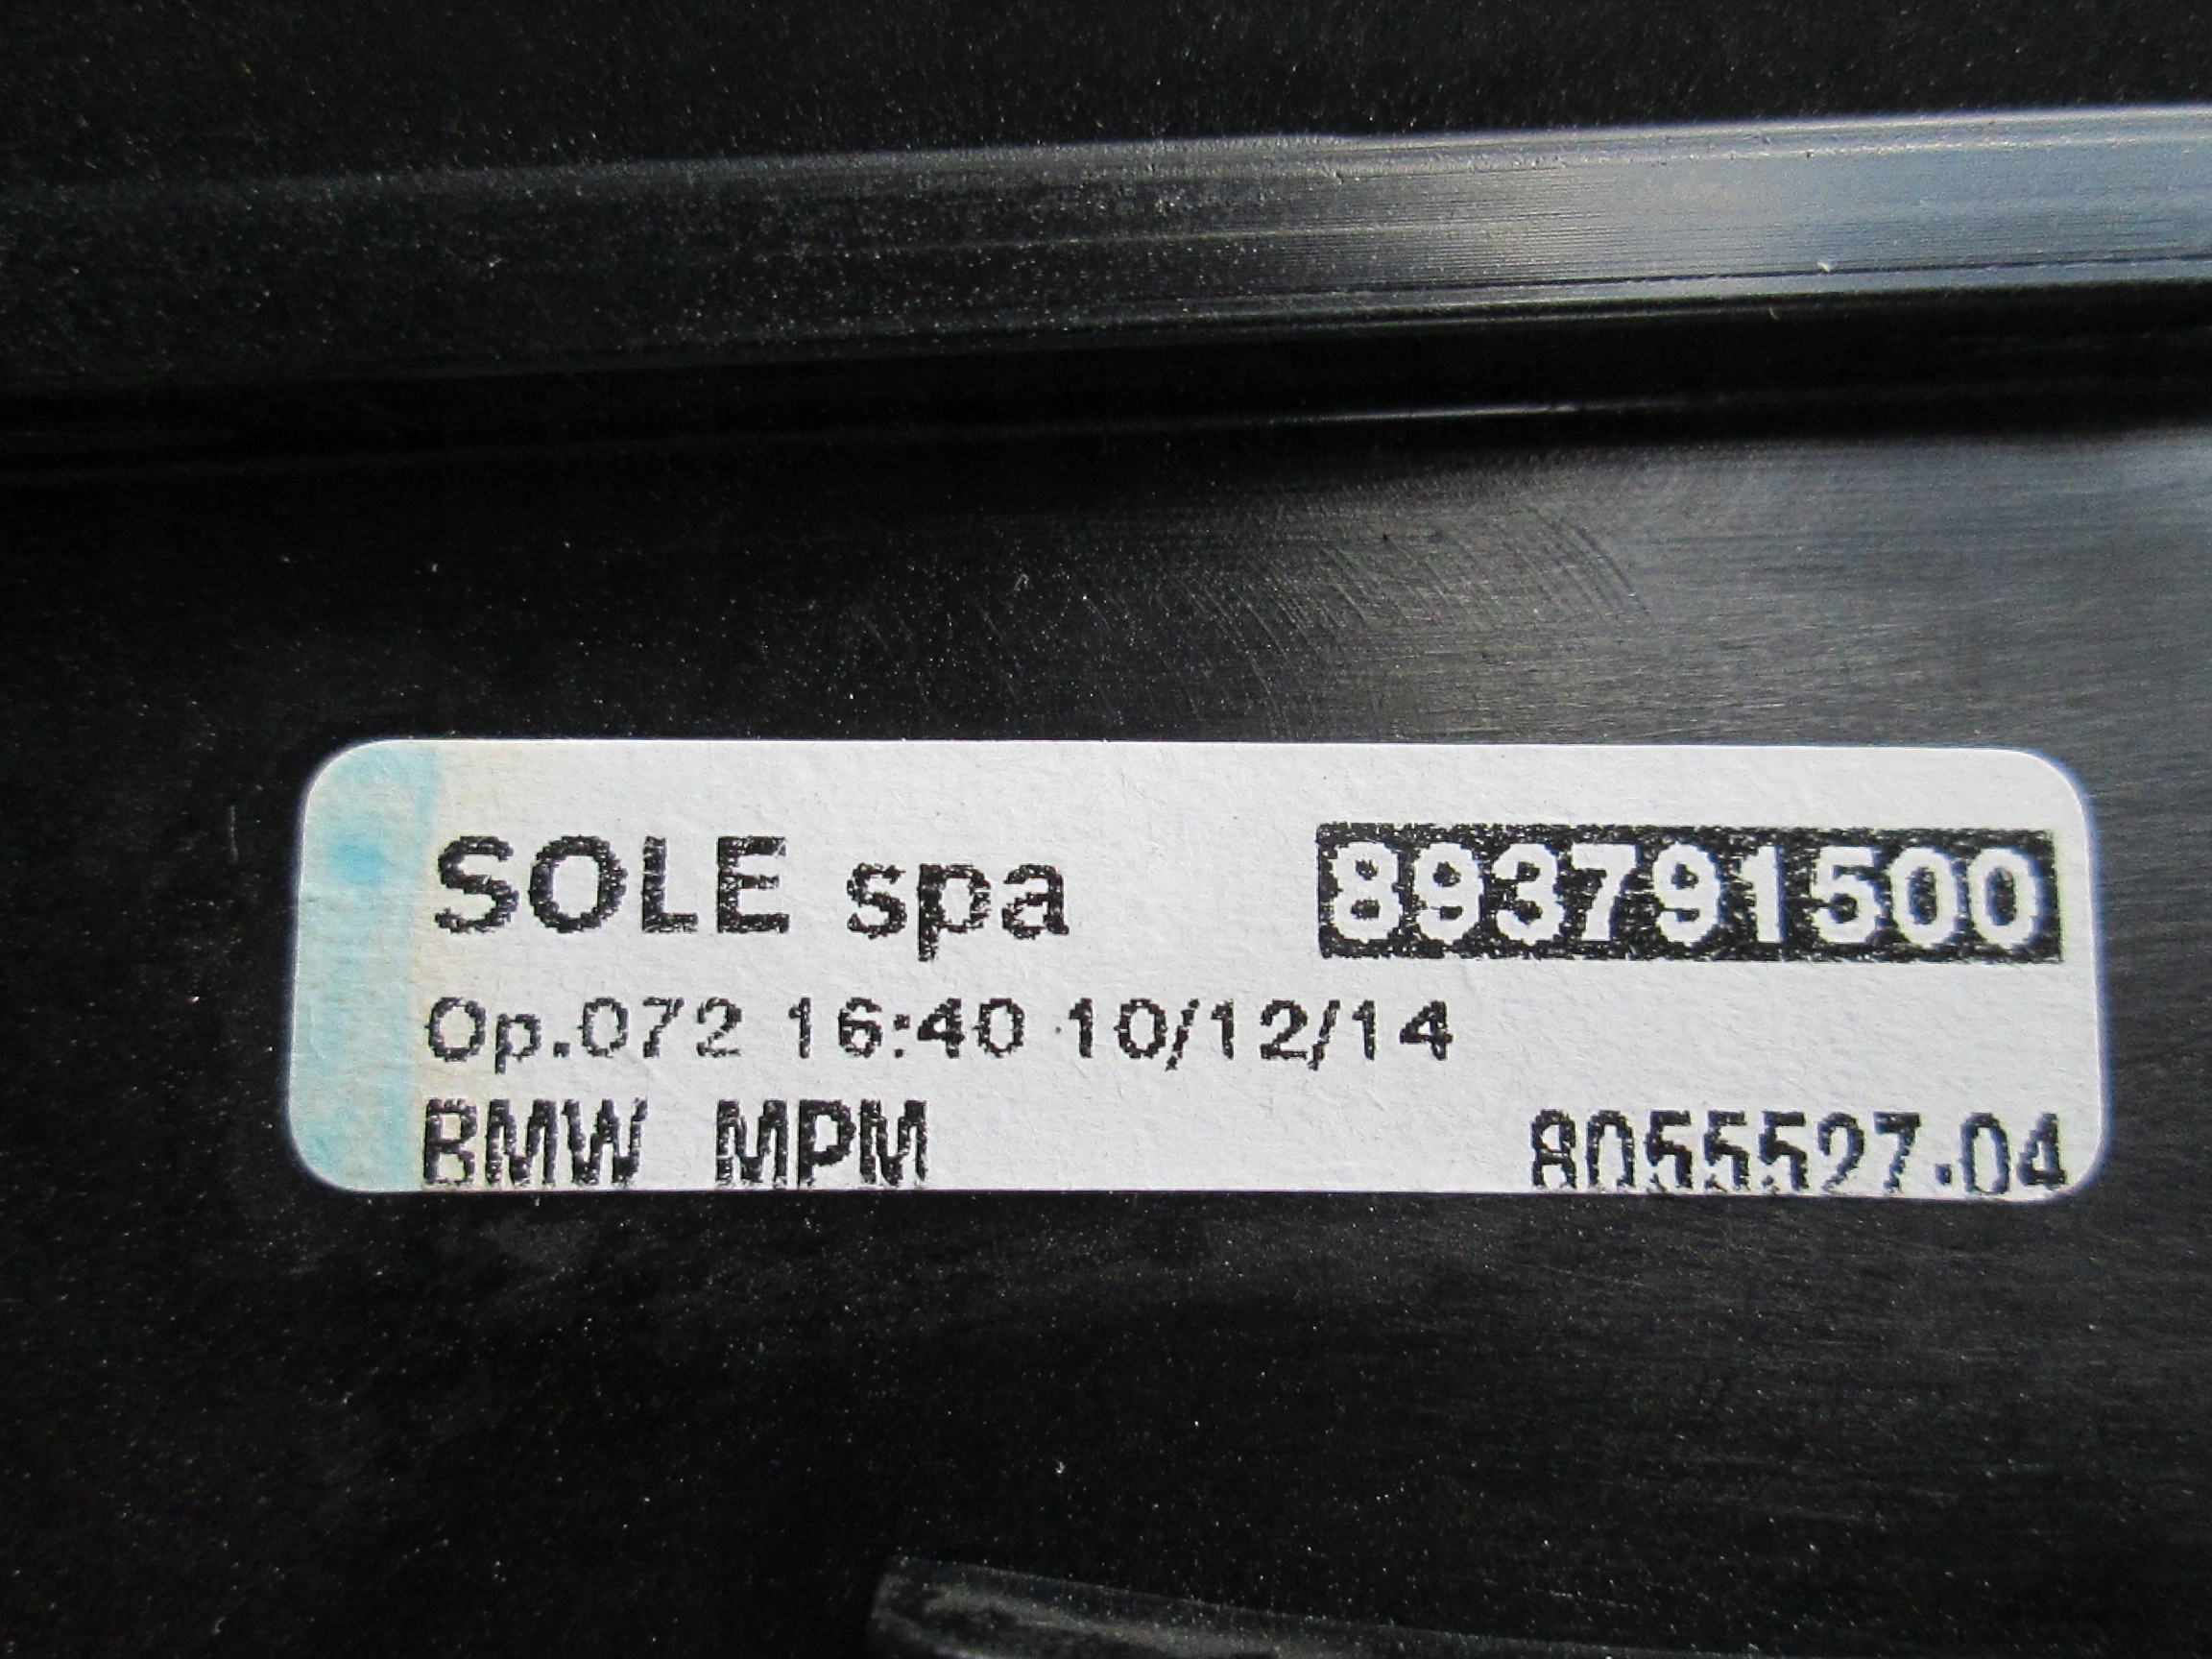 SOLE spa 893791500
Op.072 16:40 10/12/14
BMW MPM 8055527.04